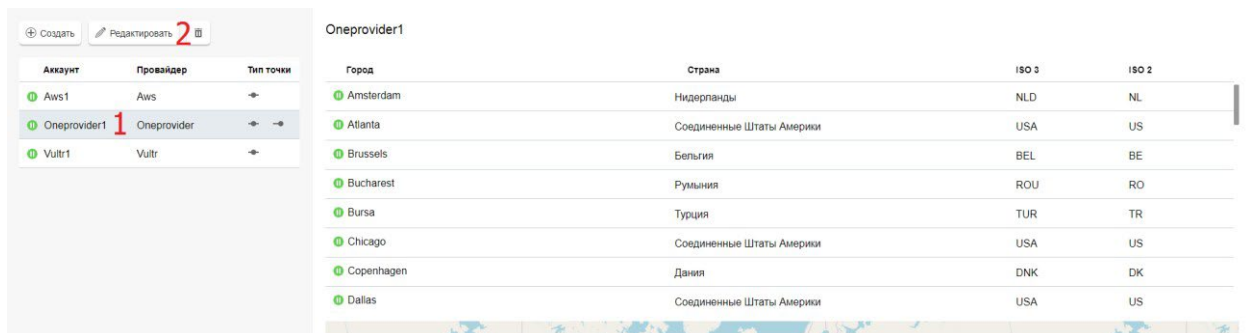 Создать Редактировать 2
Аккаунт Провайдер Тип точки
Aws1 Aws
Oneprovider1 1 Oneprovider
Vultr1 Vultr
Oneprovider1
Город Страна ISO 3 ISO 2
Amsterdam Нидерланды NLD NL
Atlanta Соединенные Штаты Америки USA US
Brussels Бельгия BEL BE
Bucharest Румыния ROU RO
Bursa Турция TUR TR
Chicago Соединенные Штаты Америки USA US
Copenhagen Дания DNK DK
Dallas Соединенные Штаты Америки USA US